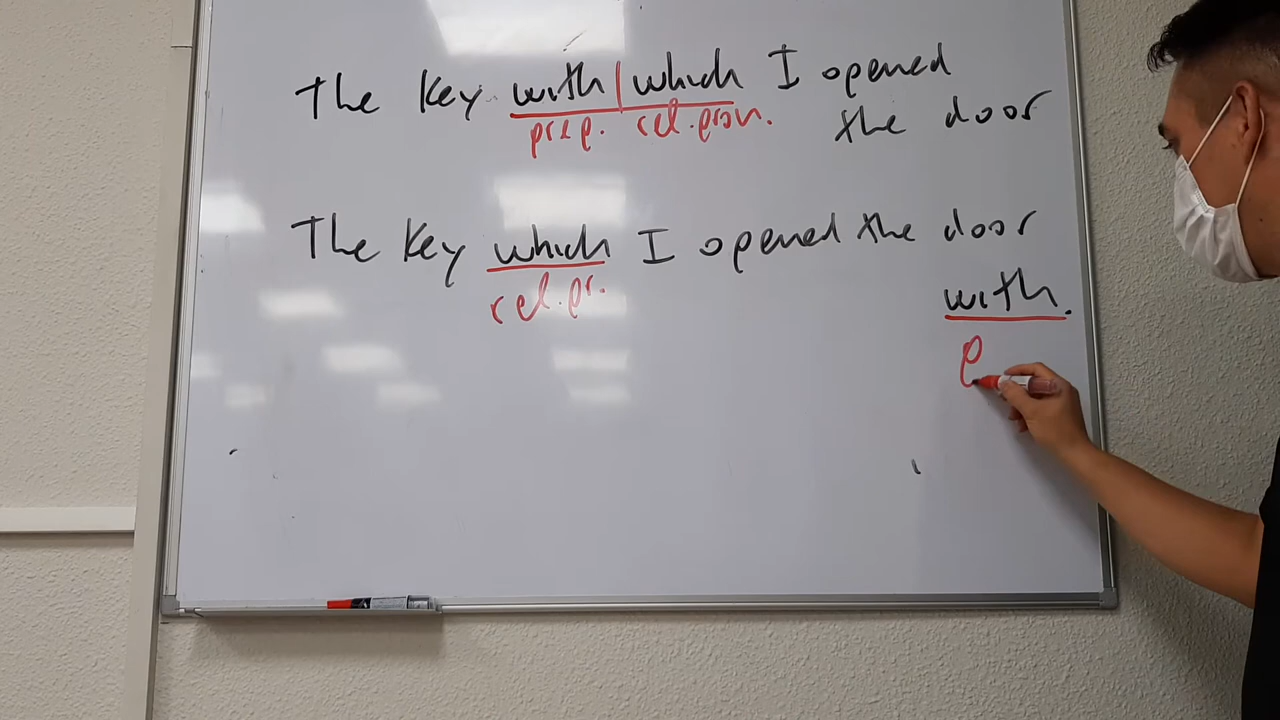 The Key with | which I opened
prep. rel.pron. the door
The Key which I opened the door
rel.pr. with.